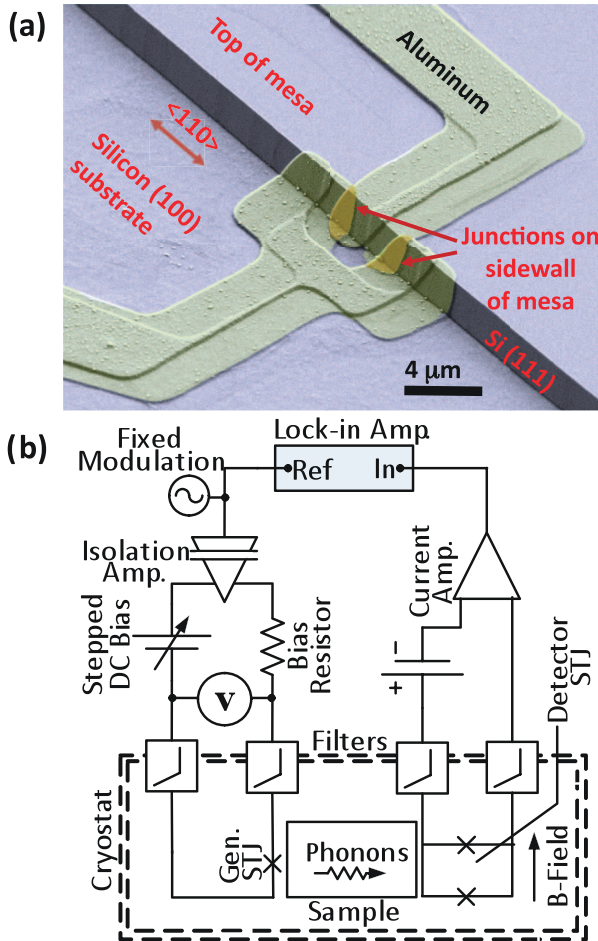 (a)
Top of mesa
Aluminum
<110>
Silicon (100)
substrate
Junctions on
sidewall
of mesa
Si (111)
4 μm
(b)
Fixed
Modulation
Lock-in Amp
Ref
In
Isolation
Amp.
Current
Amp.
Stepped
DC Bias
Bias
Resistor
V
-
+
Detector
STJ
Filters
Cryostat
Gen.
STJ
Phonons
Sample
B-Field